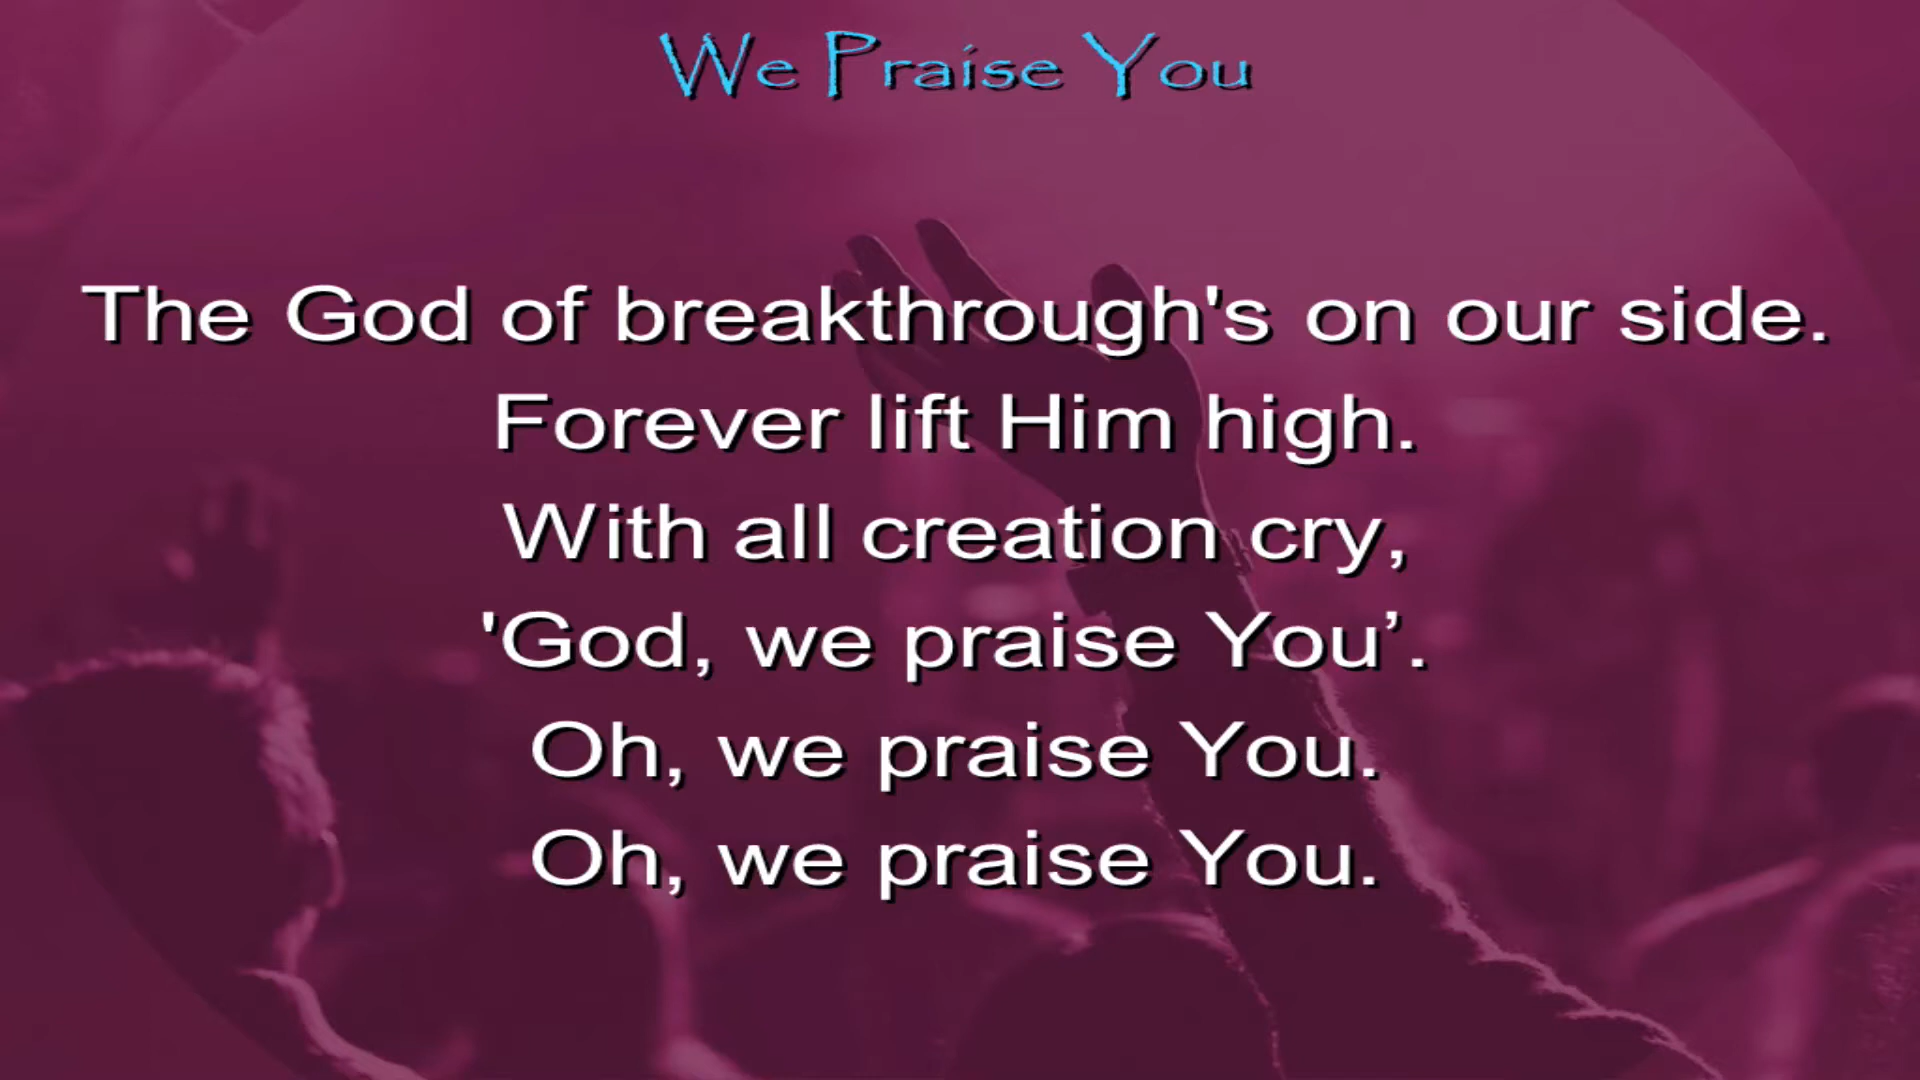 We Praise You
The God of breakthrough's on our side.
Forever lift Him high.
With all creation cry,
'God, we praise You’.
Oh, we praise You.
Oh, we praise You.